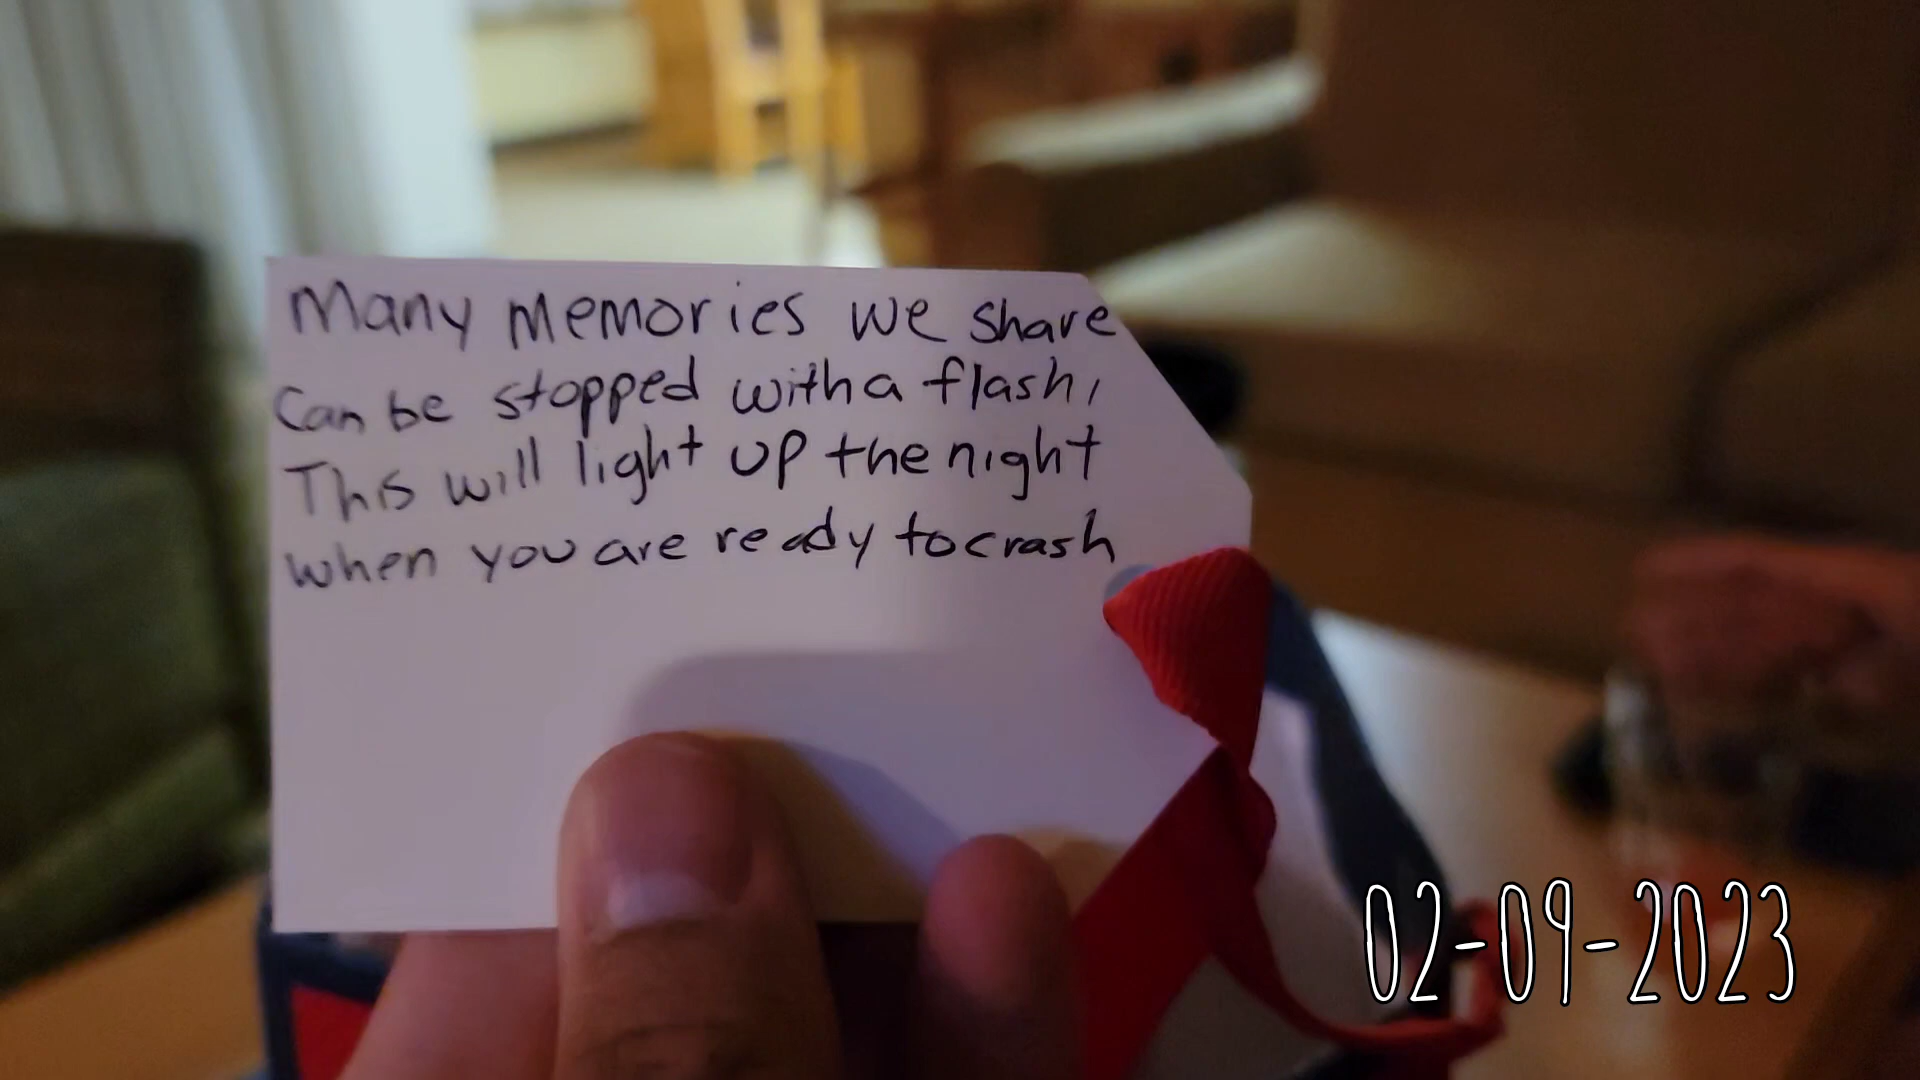 Many memories we share
Can be stopped with a flash,
This will light up the night
when you are ready to crash
02-09-2023